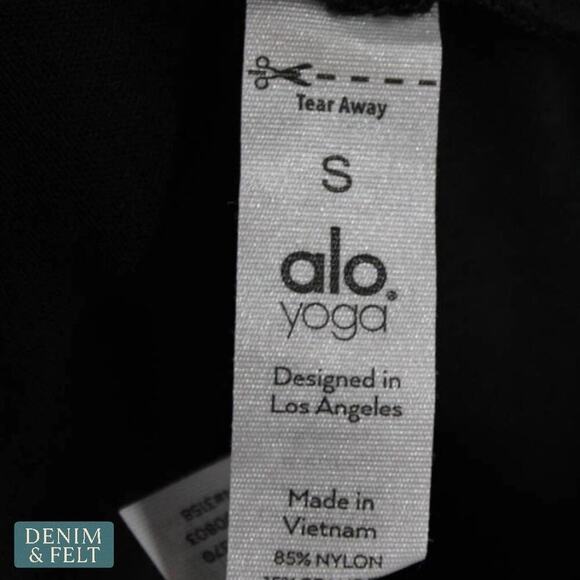 Tear Away
S
alo®
yoga
Designed in
Los Angeles
Made in
Vietnam
85% NYLON
DENIM
& FELT